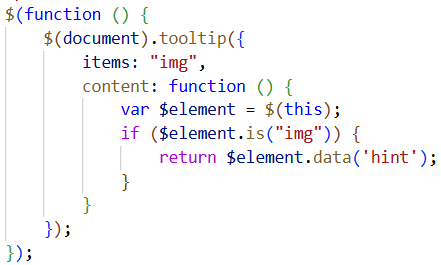 $(function () {
    $(document).tooltip({
        items: "img",
        content: function () {
            var $element = $(this);
            if ($element.is("img")) {
                return $element.data('hint');
            }
        }
    });
});